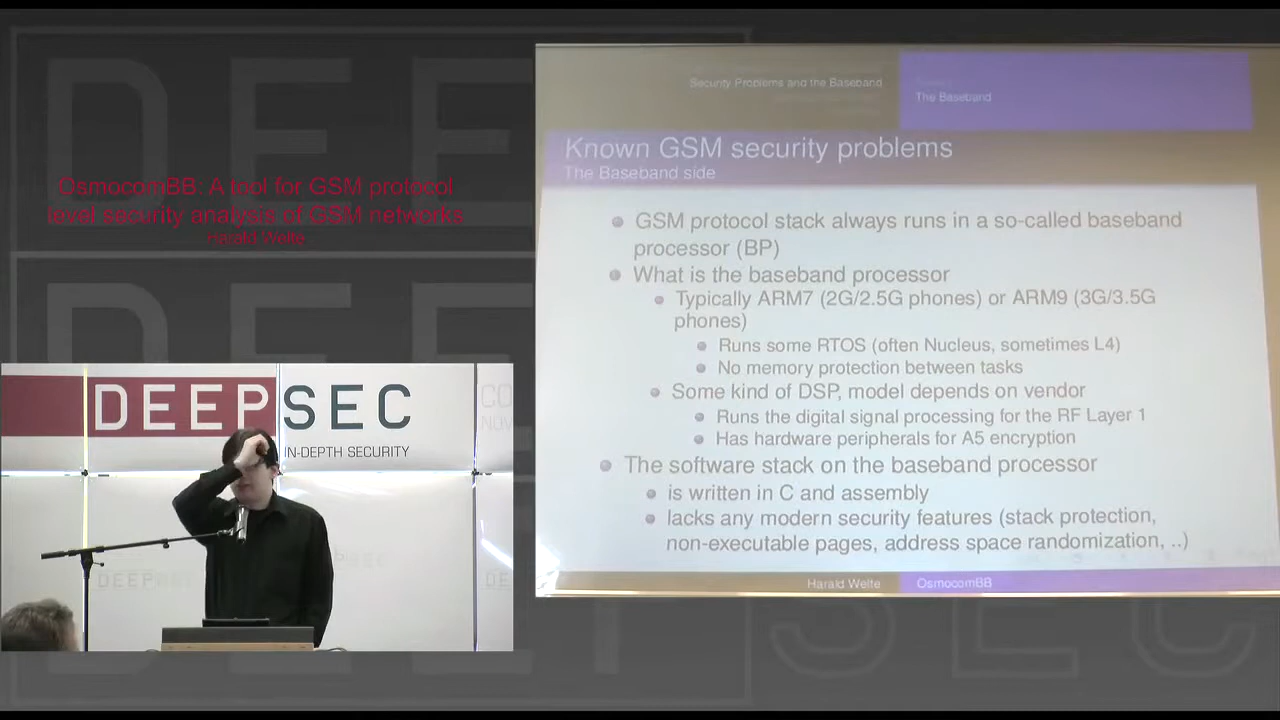 OsmocomBB: A tool for GSM protocol
level security analysis of GSM networks
Harald Welte
Security Problems and the Baseband
The Baseband
Known GSM security problems
The Baseband side
GSM protocol stack always runs in a so-called baseband
processor (BP)
What is the baseband processor
Typically ARM7 (2G/2.5G phones) or ARM9 (3G/3.5G
phones)
Runs some RTOS (often Nucleus, sometimes L4)
No memory protection between tasks
Some kind of DSP, model depends on vendor
Runs the digital signal processing for the RF Layer 1
Has hardware peripherals for A5 encryption
The software stack on the baseband processor
is written in C and assembly
lacks any modern security features (stack protection,
non-executable pages, address space randomization, ..)
Harald Welte
OsmocomBB
DEEPSEC
IN-DEPTH SECURITY